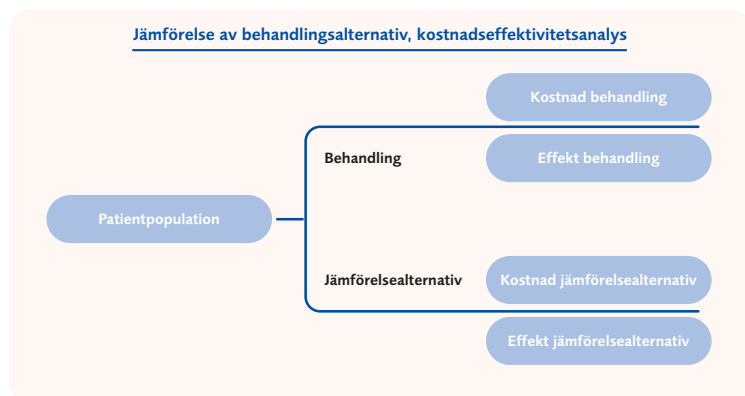 Jämförelse av behandlingsalternativ, kostnadseffektivitetsanalys
Kostnad behandling
Behandling
Effekt behandling
Patientpopulation
Jämförelsealternativ
Kostnad jämförelsealternativ
Effekt jämförelsealternativ